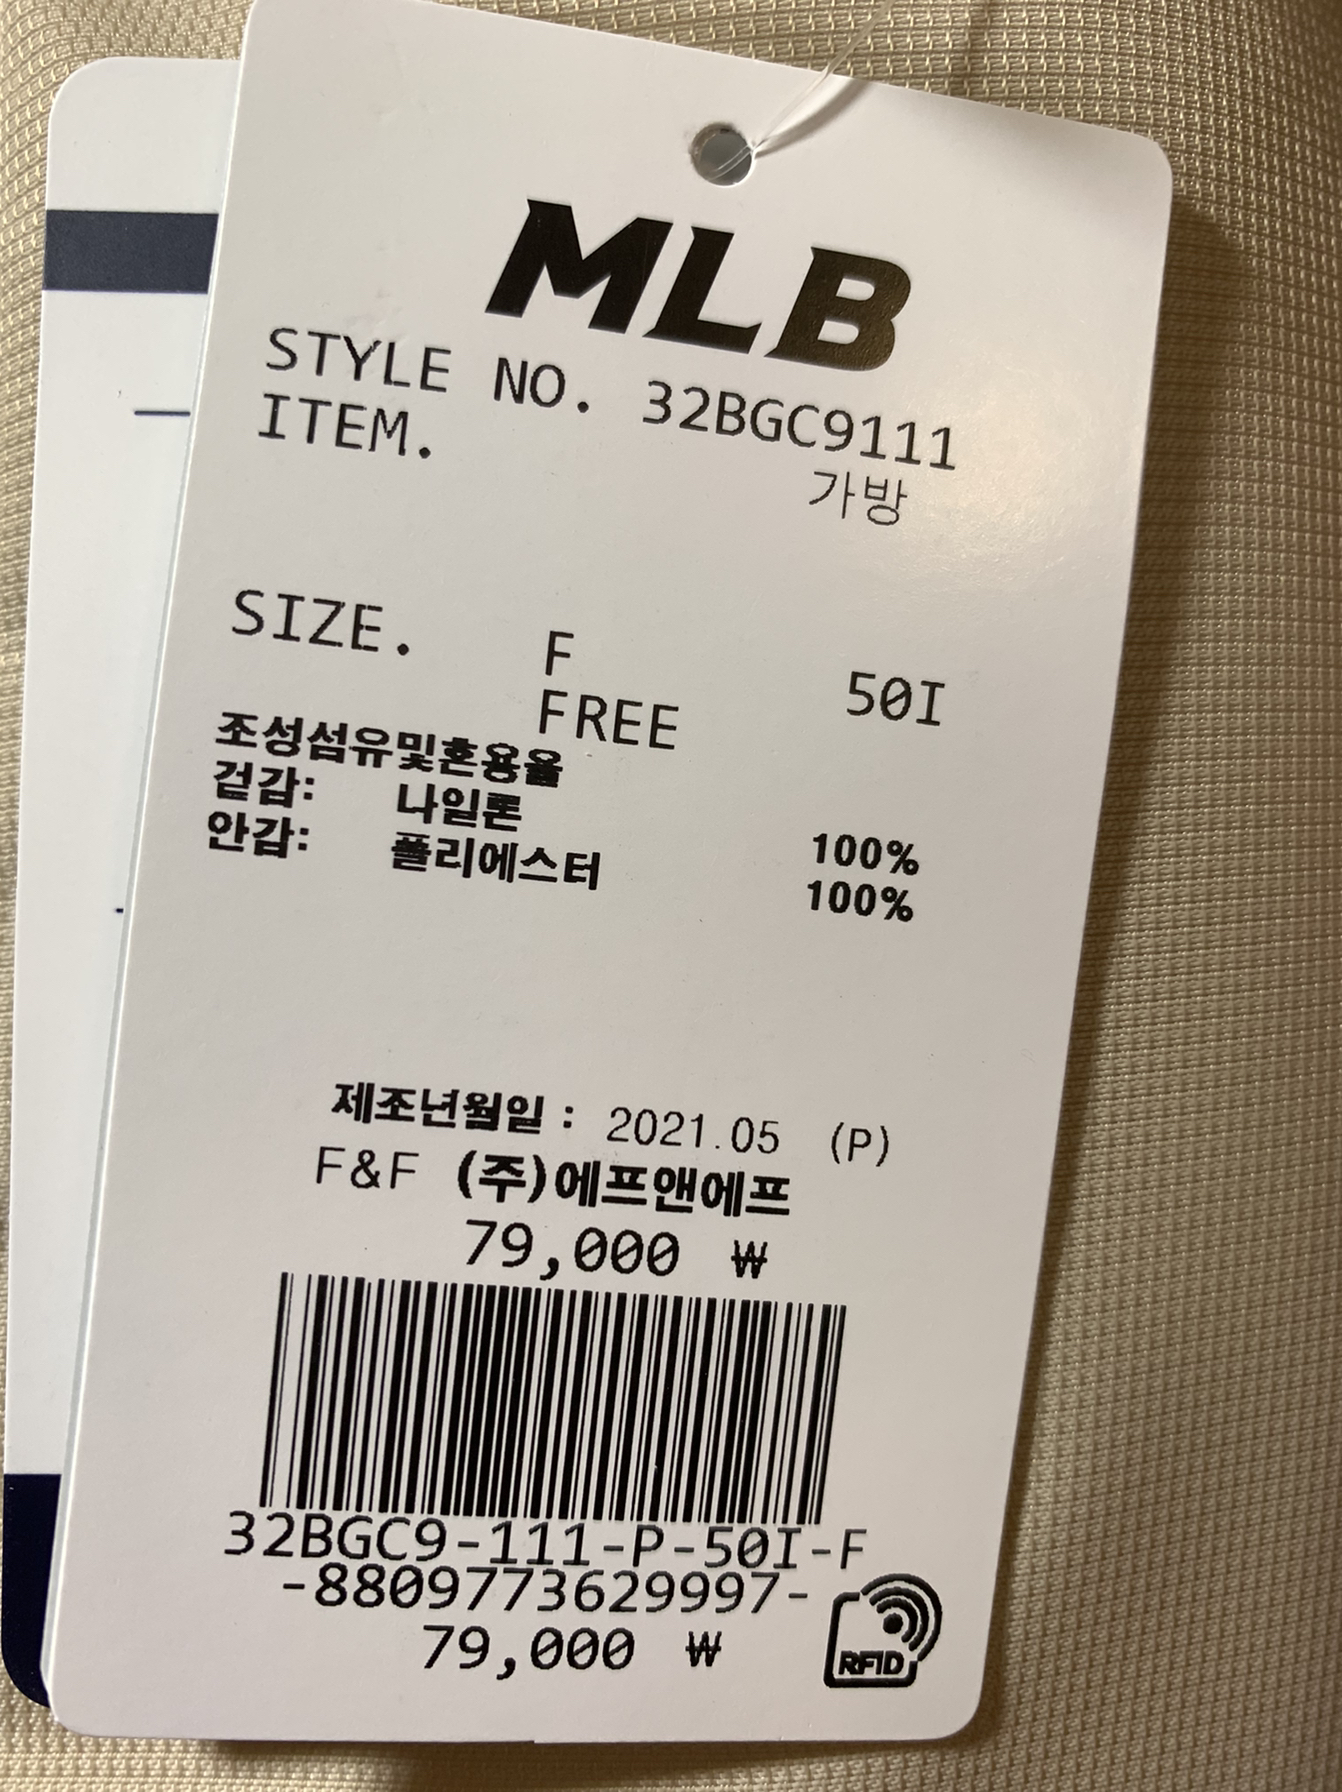 MLB
STYLE NO. 32BGC9111
ITEM.
가방
SIZE. F 50I
FREE
조성섬유및혼용율
겉감: 나일론 100%
안감: 폴리에스터 100%
제조년월일 : 2021.05 (P)
F&F (주)에프앤에프
79,000 ₩
32BGC9-111-P-50I-F
-8809773629997-
79,000 ₩
RFID